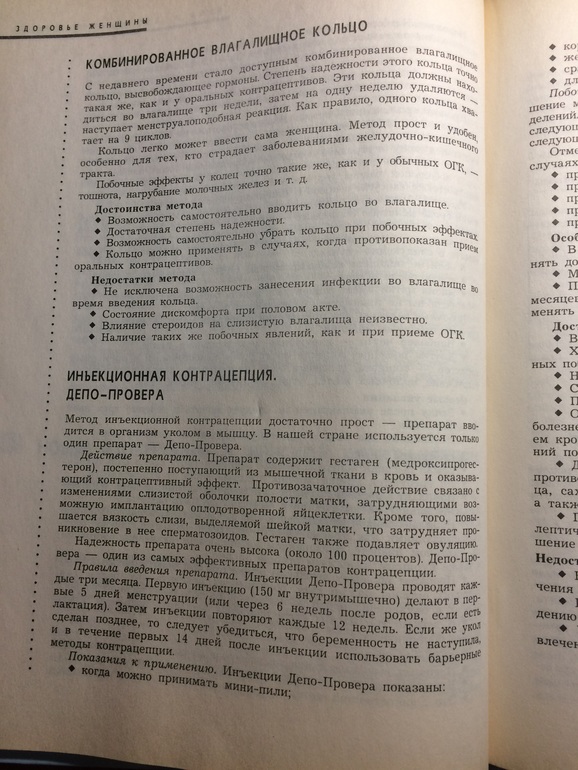 ЗДОРОВЬЕ ЖЕНЩИНЫ
КОМБИНИРОВАННОЕ ВЛАГАЛИЩНОЕ КОЛЬЦО
С недавнего времени стало доступным комбинированное влагалищное
кольцо, высвобождающее гормоны. Степень надежности этого кольца точно
такая же, как и у оральных контрацептивов. Эти кольца должны нахо-
диться во влагалище три недели, затем на одну неделю удаляются —
наступает менструалоподобная реакция. Как правило, одного кольца хва-
тает на 9 циклов.
Кольцо легко может ввести сама женщина. Метод прост и удобен,
особенно для тех, кто страдает заболеваниями желудочно-кишечного
тракта.
Побочные эффекты у колец точно такие же, как и у обычных ОГК, —
тошнота, нагрубание молочных желез и т. д.
Достоинства метода
◆ Возможность самостоятельно вводить кольцо во влагалище.
◆ Достаточная степень надежности.
◆ Возможность самостоятельно убрать кольцо при побочных эффектах
◆ Кольцо можно применять в случаях, когда противопоказан прием
оральных контрацептивов.
Недостатки метода
◆ Не исключена возможность занесения инфекции во влагалище во
время введения кольца.
◆ Состояние дискомфорта при половом акте.
◆ Влияние стероидов на слизистую влагалища неизвестно.
◆ Наличие таких же побочных явлений, как и при приеме ОГК.
ИНЪЕКЦИОННАЯ КОНТРАЦЕПЦИЯ.
ДЕПО-ПРОВЕРА
Метод инъекционной контрацепции достаточно прост — препарат вво-
дится в организм уколом в мышцу. В нашей стране используется только
один препарат — Депо-Провера.
Действие препарата. Препарат содержит гестаген (медроксипрогес-
терон), постепенно поступающий из мышечной ткани в кровь и оказыва-
ющий контрацептивный эффект. Противозачаточное действие связано с
изменениями слизистой оболочки полости матки, затрудняющими воз-
можную имплантацию оплодотворенной яйцеклетки. Кроме того, повы-
шается вязкость слизи, выделяемой шейкой матки, что затрудняет про-
никновение в нее сперматозоидов. Гестаген также подавляет овуляцию.
Надежность препарата очень высока (около 100 процентов). Депо-Про-
вера — один из самых эффективных препаратов контрацепции.
Правила введения препарата. Инъекции Депо-Провера проводят каж-
дые три месяца. Первую инъекцию (150 мг внутримышечно) делают в пер-
вые 5 дней менструации (или через 6 недель после родов, если есть
лактация). Затем инъекции повторяют каждые 12 недель. Если же укол
сделан позднее, то следует убедиться, что беременность не наступила,
и в течение первых 14 дней после инъекции использовать барьерные
методы контрацепции.
Показания к применению. Инъекции Депо-Провера показаны:
◆ когда можно принимать мини-пили;